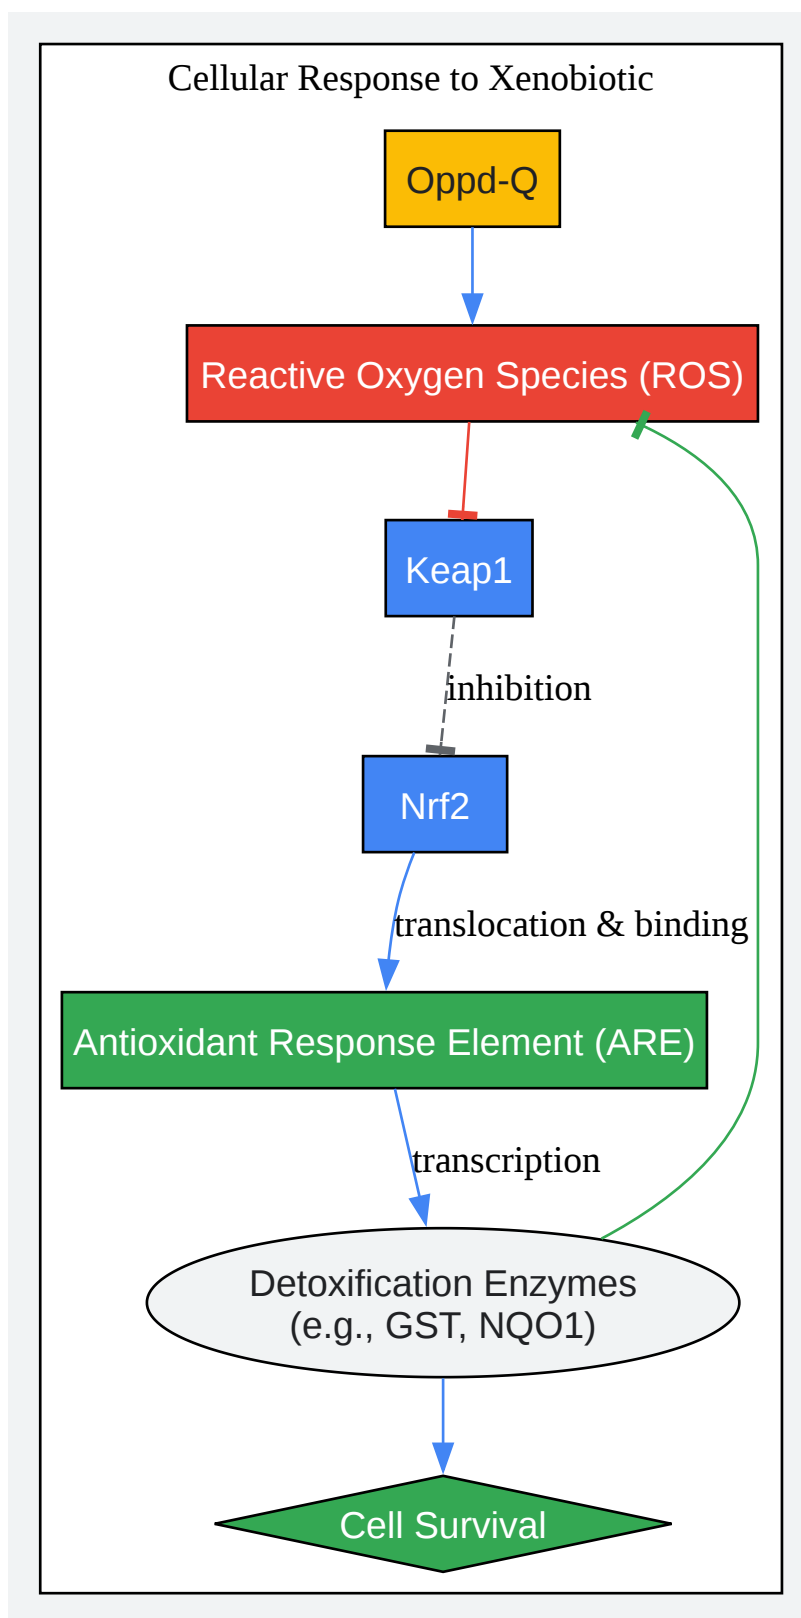 Cellular Response to Xenobiotic
Oppd-Q
Reactive Oxygen Species (ROS)
Keap1
inhibition
Nrf2
translocation & binding
Antioxidant Response Element (ARE)
transcription
Detoxification Enzymes
(e.g., GST, NQO1)
Cell Survival